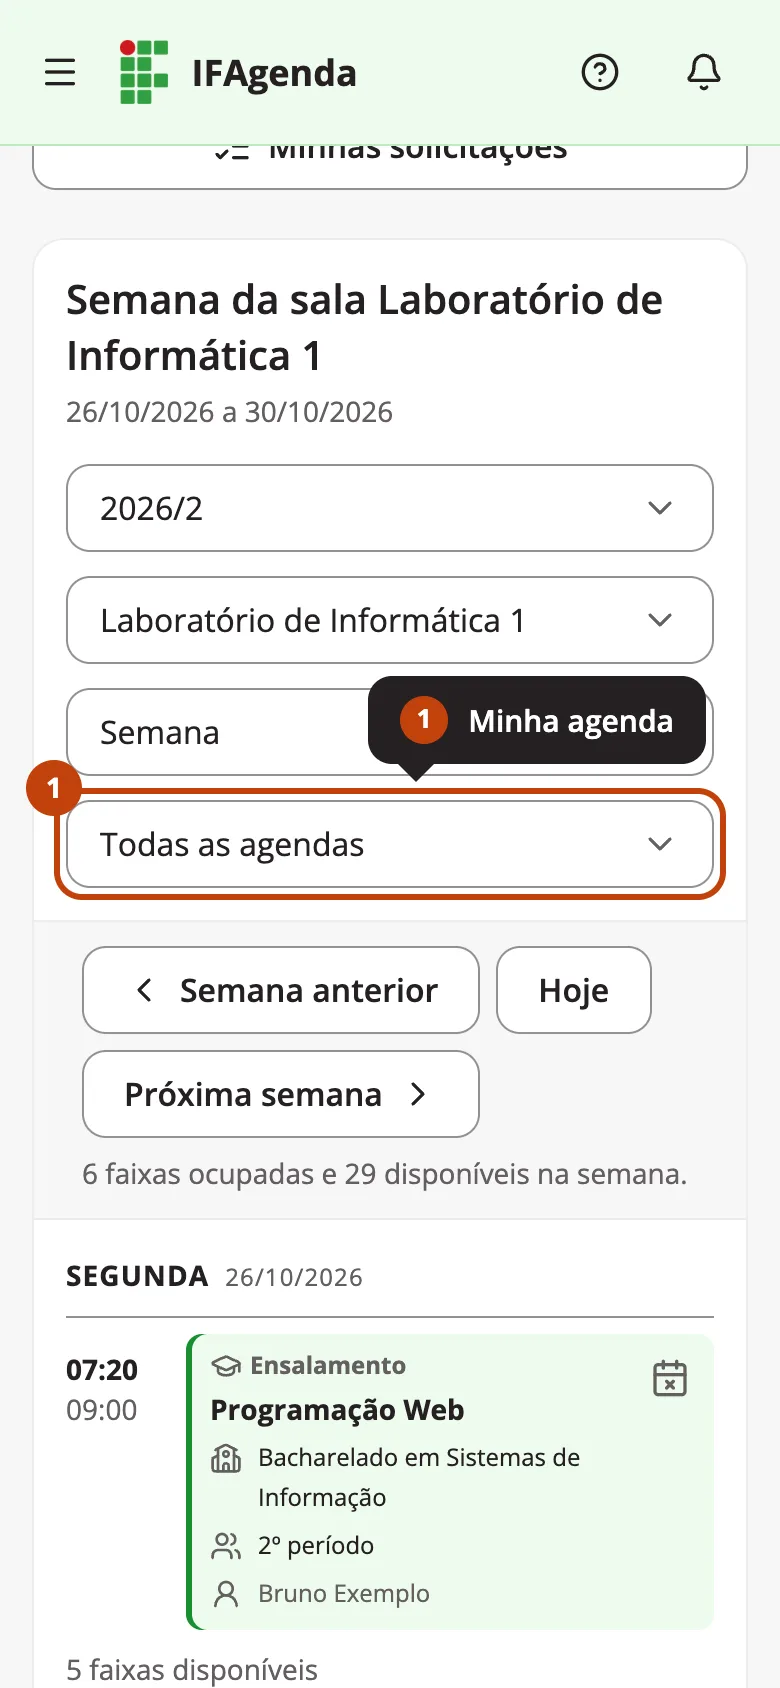 IFAgenda
Minhas solicitações
Semana da sala Laboratório de
Informática 1
26/10/2026 a 30/10/2026
2026/2
Laboratório de Informática 1
Semana
1 Minha agenda
1
Todas as agendas
Semana anterior
Hoje
Próxima semana
6 faixas ocupadas e 29 disponíveis na semana.
SEGUNDA 26/10/2026
07:20
09:00
Ensalamento
Programação Web
Bacharelado em Sistemas de
Informação
2º período
Bruno Exemplo
5 faixas disponíveis